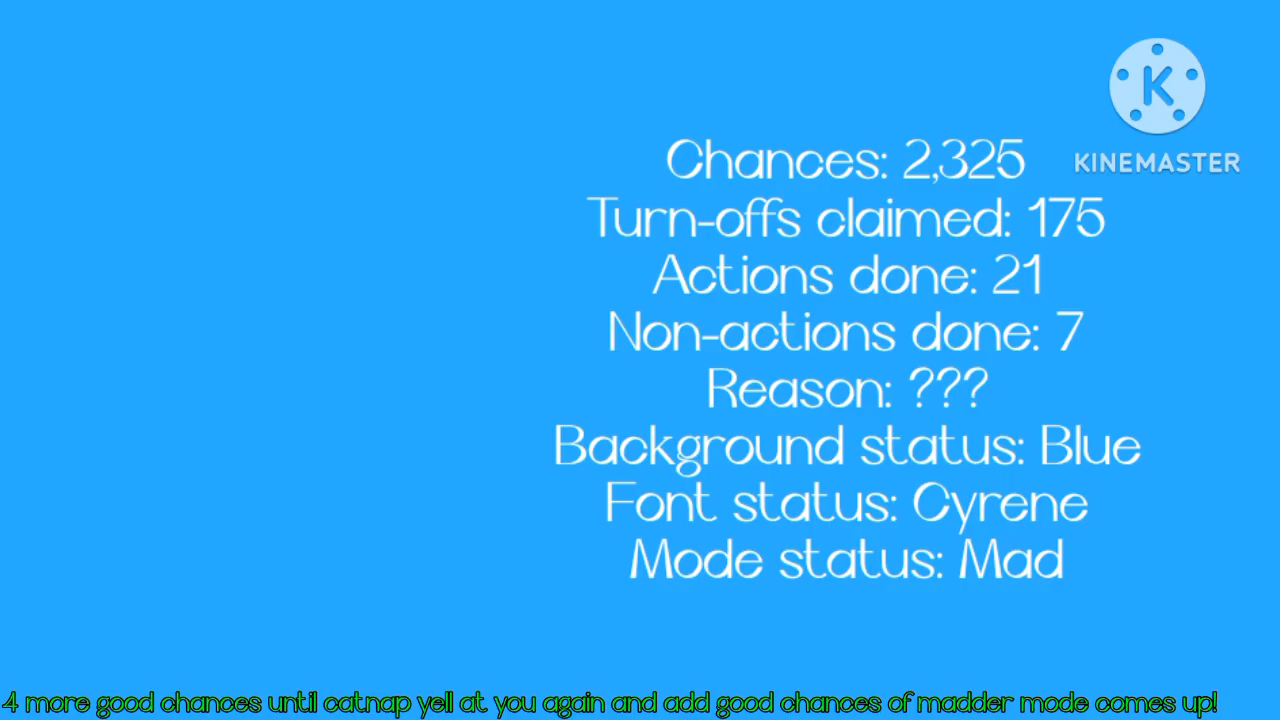 K
KINEMASTER
Chances: 2,325
Turn-offs claimed: 175
Actions done: 21
Non-actions done: 7
Reason: ???
Background status: Blue
Font status: Cyrene
Mode status: Mad
4 more good chances until catnap yell at you again and add good chances of madder mode comes up!